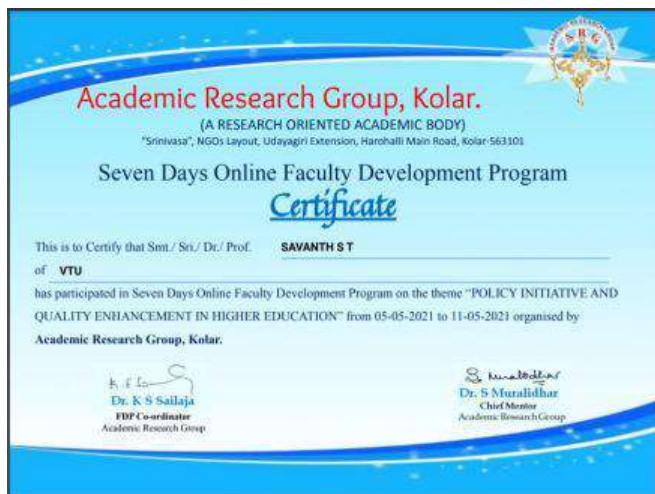 ACADEMIC RESEARCH GROUP
S R G
Academic Research Group, Kolar.
(A RESEARCH ORIENTED ACADEMIC BODY)
"Srinivasa", NGOs Layout, Udayagiri Extension, Harohalli Main Road, Kolar-563101
Seven Days Online Faculty Development Program
Certificate
This is to Certify that Smt./ Sri./ Dr./ Prof. SAVANTH S T
of VTU
has participated in Seven Days Online Faculty Development Program on the theme "POLICY INITIATIVE AND
QUALITY ENHANCEMENT IN HIGHER EDUCATION" from 05-05-2021 to 11-05-2021 organised by
Academic Research Group, Kolar.
S Muralidhar
Dr. K S Sailaja
FDP Co-ordinator
Academic Research Group
Dr. S Muralidhar
Chief Mentor
Academic Research Group